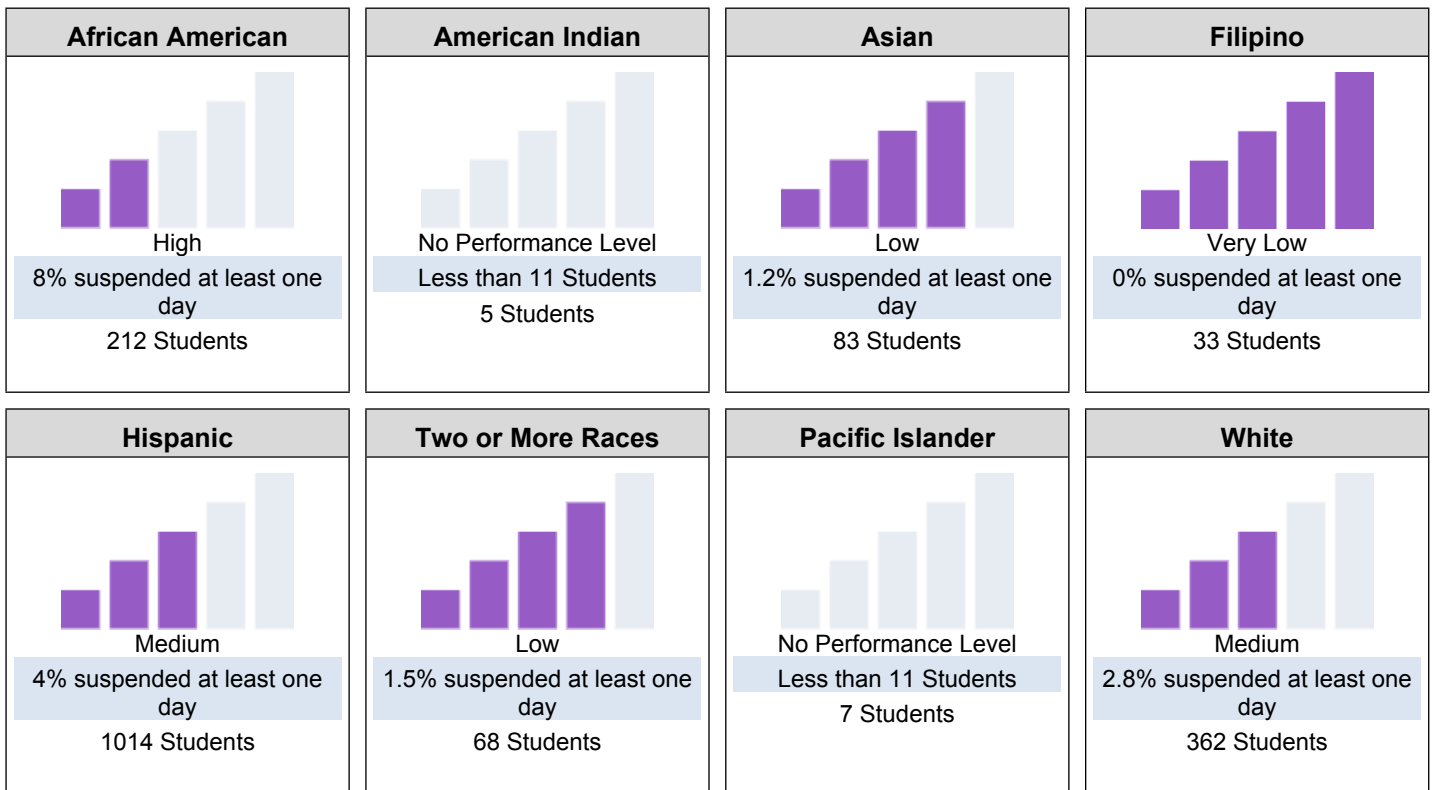 African American
High
8% suspended at least one
day
212 Students
American Indian
No Performance Level
Less than 11 Students
5 Students
Asian
Low
1.2% suspended at least one
day
83 Students
Filipino
Very Low
0% suspended at least one
day
33 Students
Hispanic
Medium
4% suspended at least one
day
1014 Students
Two or More Races
Low
1.5% suspended at least one
day
68 Students
Pacific Islander
No Performance Level
Less than 11 Students
7 Students
White
Medium
2.8% suspended at least one
day
362 Students